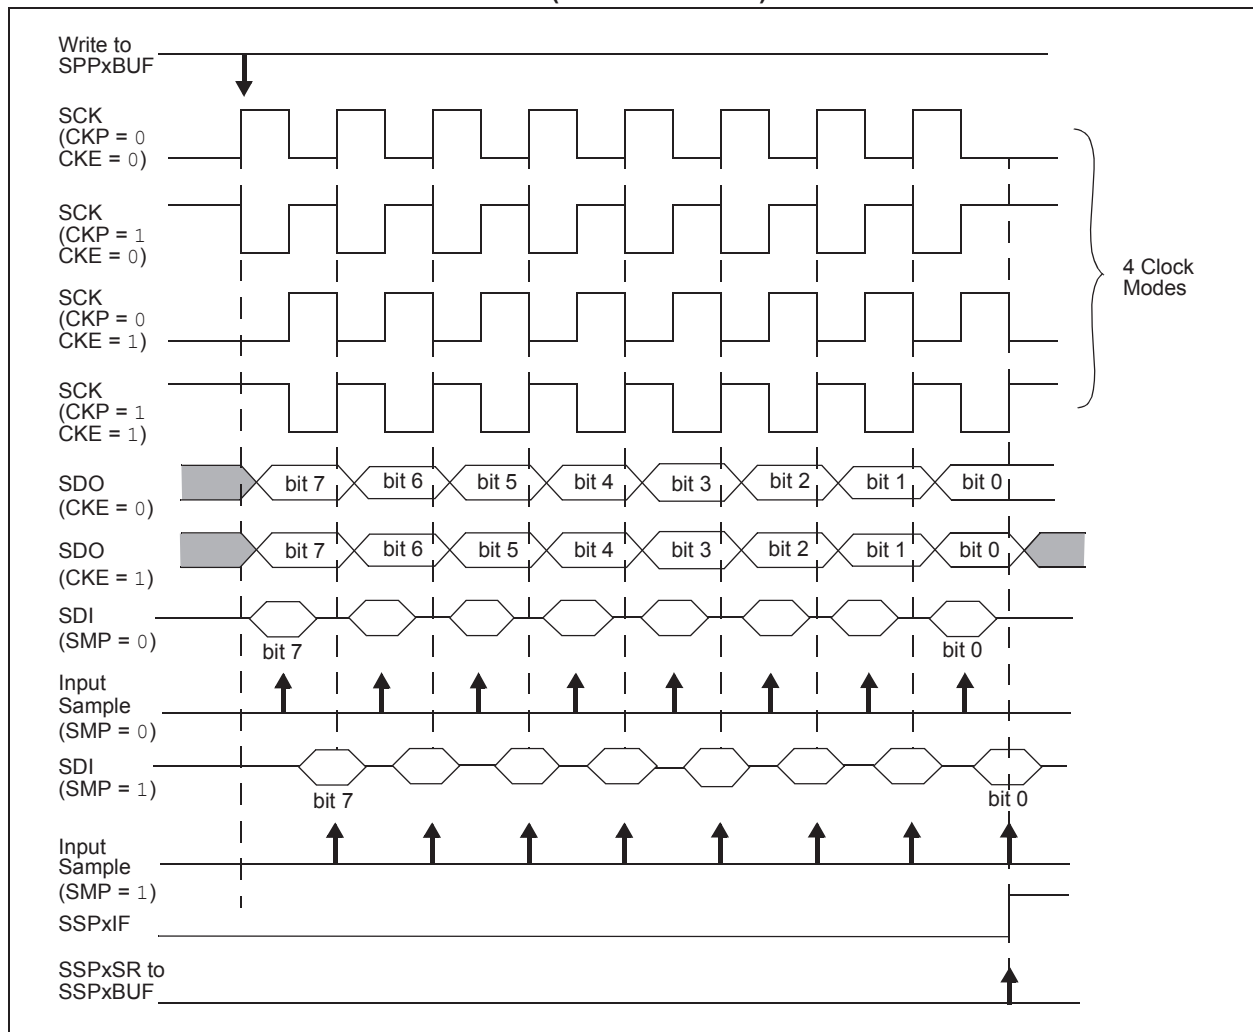 Write to
SPPxBUF
SCK
(CKP = 0
CKE = 0)
SCK
(CKP = 1
CKE = 0)
SCK
(CKP = 0
CKE = 1)
SCK
(CKP = 1
CKE = 1)
4 Clock
Modes
SDO
(CKE = 0)
bit 7 bit 6 bit 5 bit 4 bit 3 bit 2 bit 1 bit 0
SDO
(CKE = 1)
bit 7 bit 6 bit 5 bit 4 bit 3 bit 2 bit 1 bit 0
SDI
(SMP = 0)
bit 7 bit 0
Input
Sample
(SMP = 0)
SDI
(SMP = 1)
bit 7 bit 0
Input
Sample
(SMP = 1)
SSPxIF
SSPxSR to
SSPxBUF